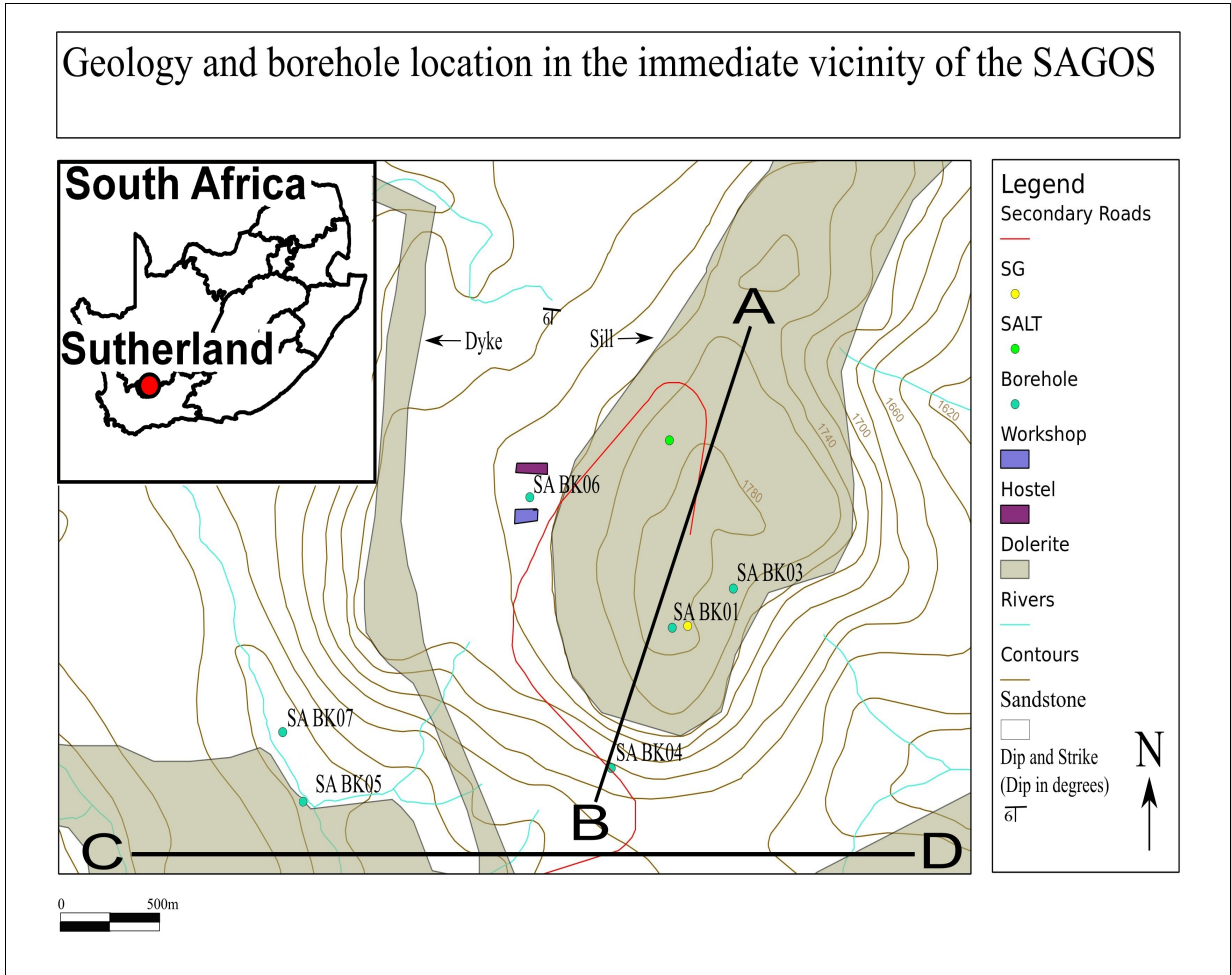 Geology and borehole location in the immediate vicinity of the SAGOS
South Africa
Sutherland
6
Dyke
Sill
A
1620
1660
1700
1740
1780
SA BK06
SA BK03
SA BK01
SA BK07
SA BK04
SA BK05
B
C
D
0 500m
Legend
Secondary Roads
SG
SALT
Borehole
Workshop
Hostel
Dolerite
Rivers
Contours
Sandstone
Dip and Strike
(Dip in degrees)
6
N